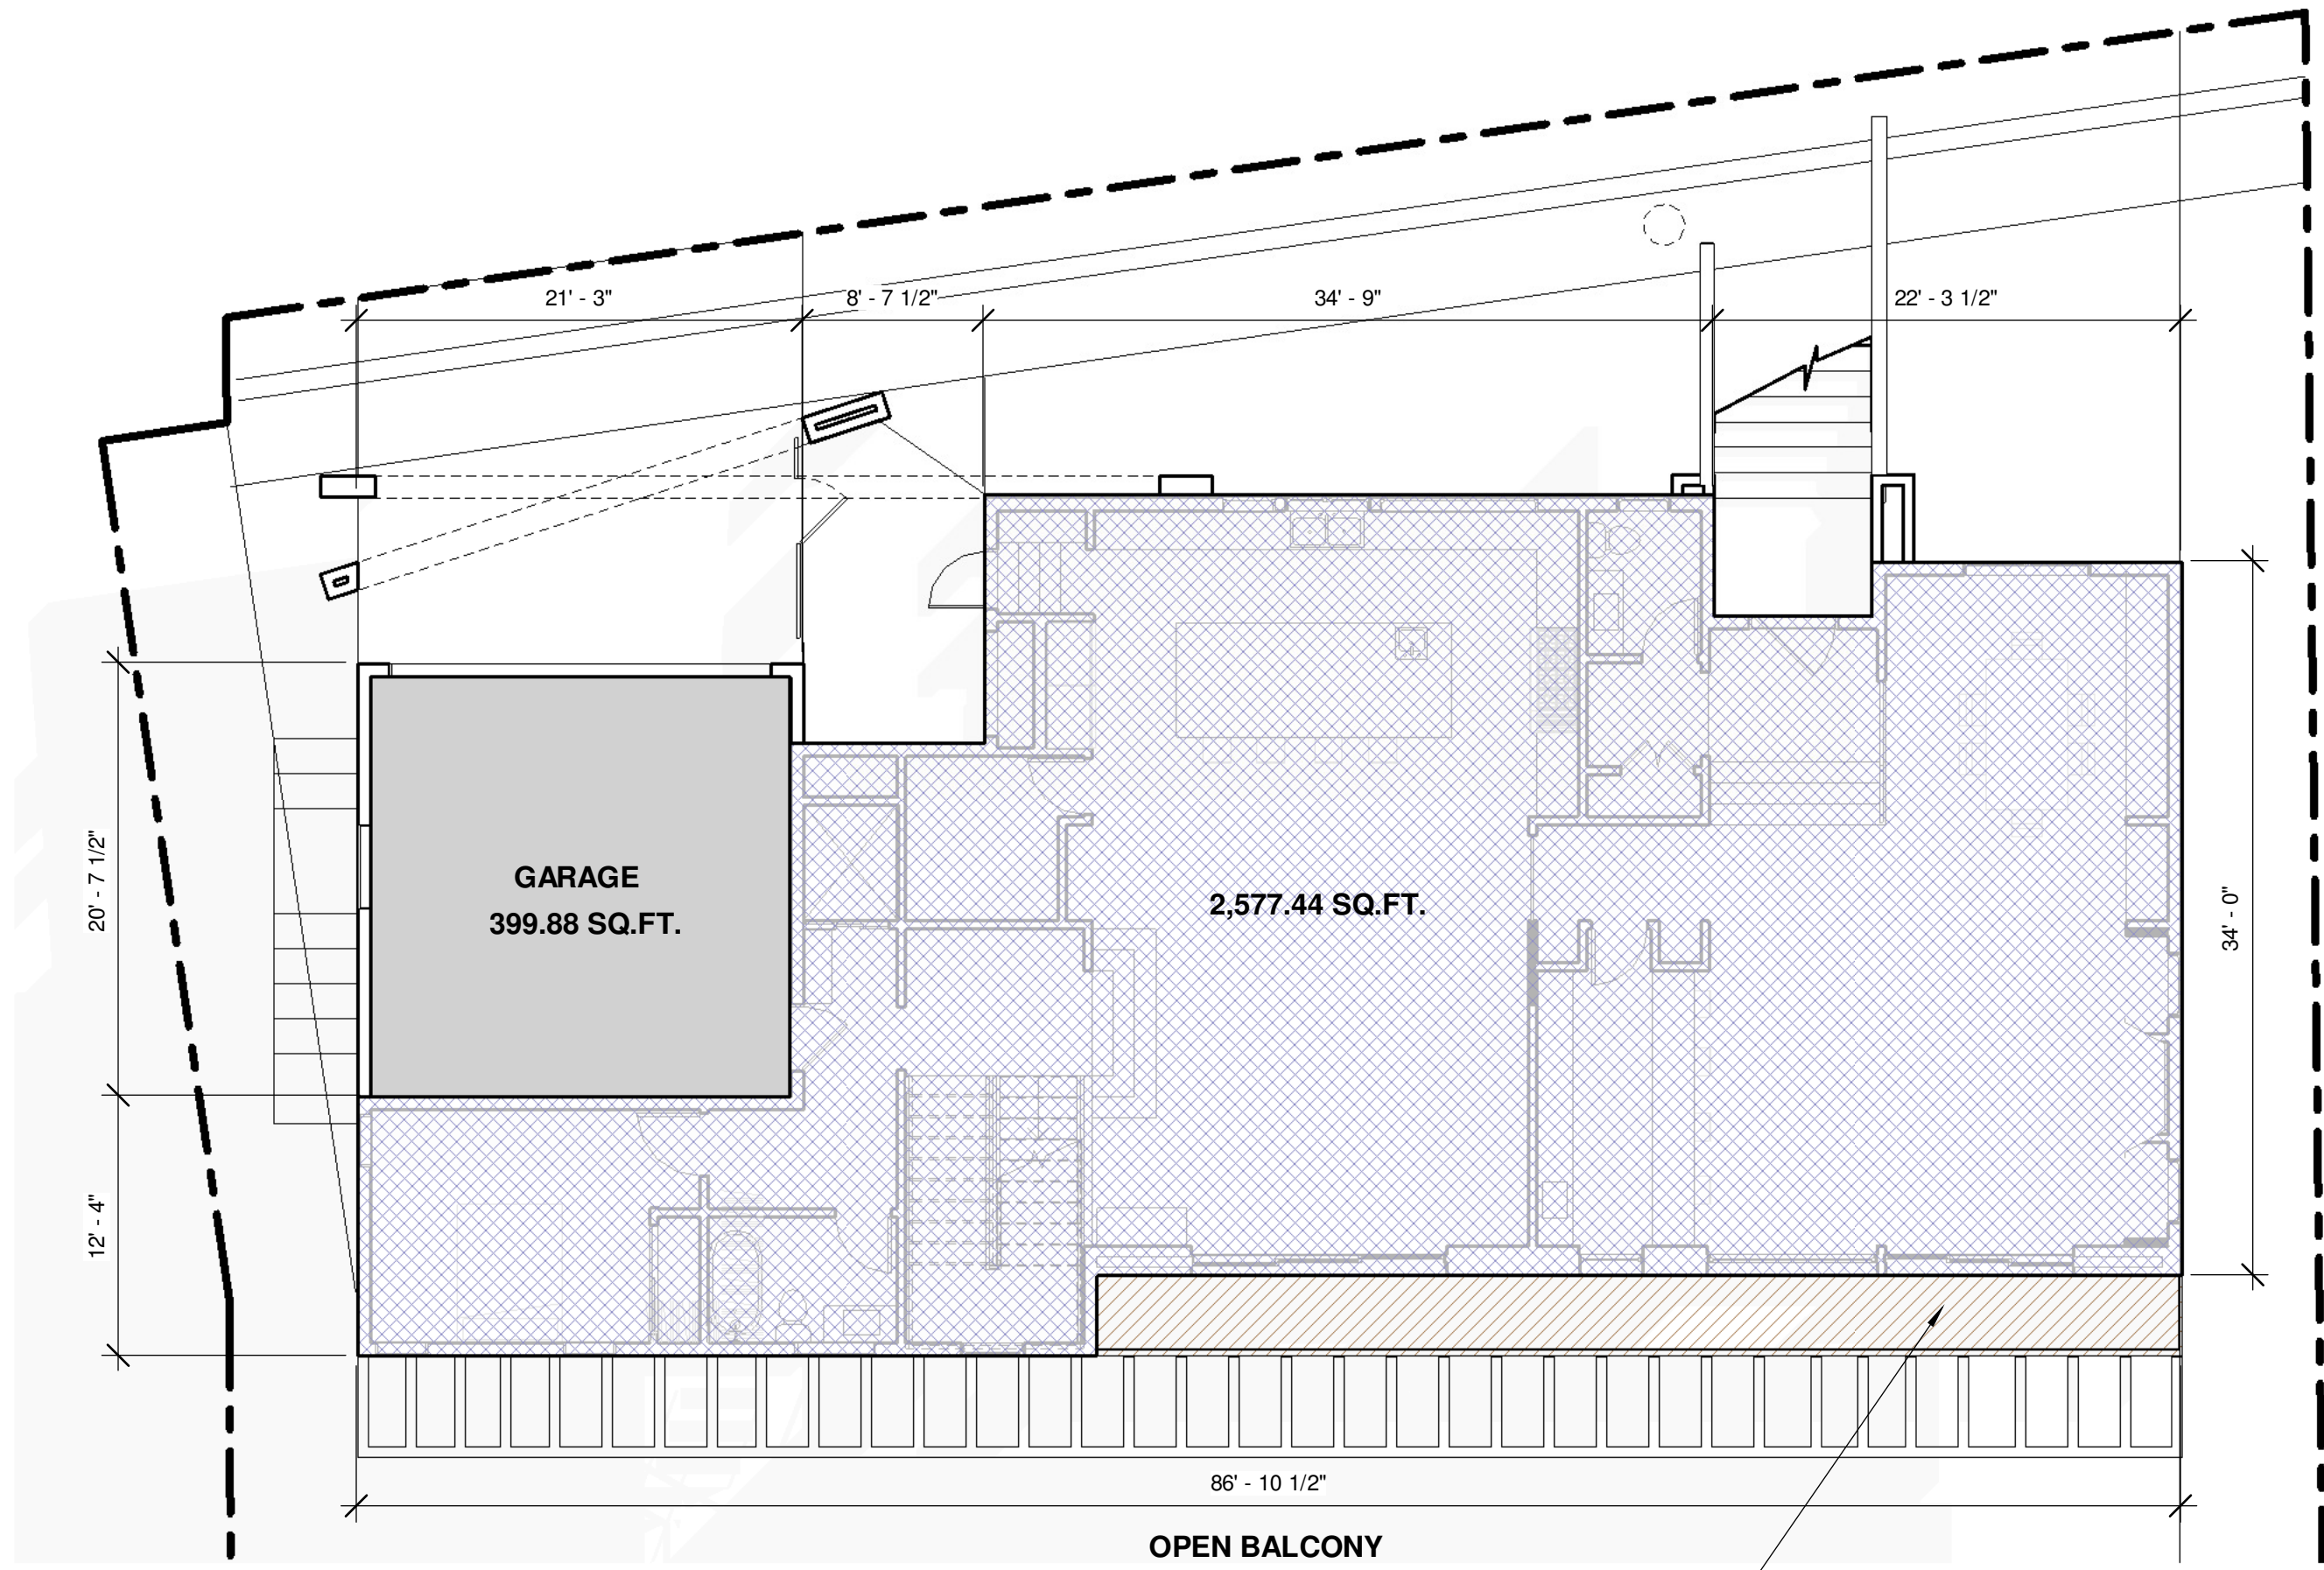 21' - 3"
8' - 7 1/2"
34' - 9"
22' - 3 1/2"
20' - 7 1/2"
12' - 4"
GARAGE
399.88 SQ.FT.
2,577.44 SQ.FT.
34' - 0"
86' - 10 1/2"
OPEN BALCONY